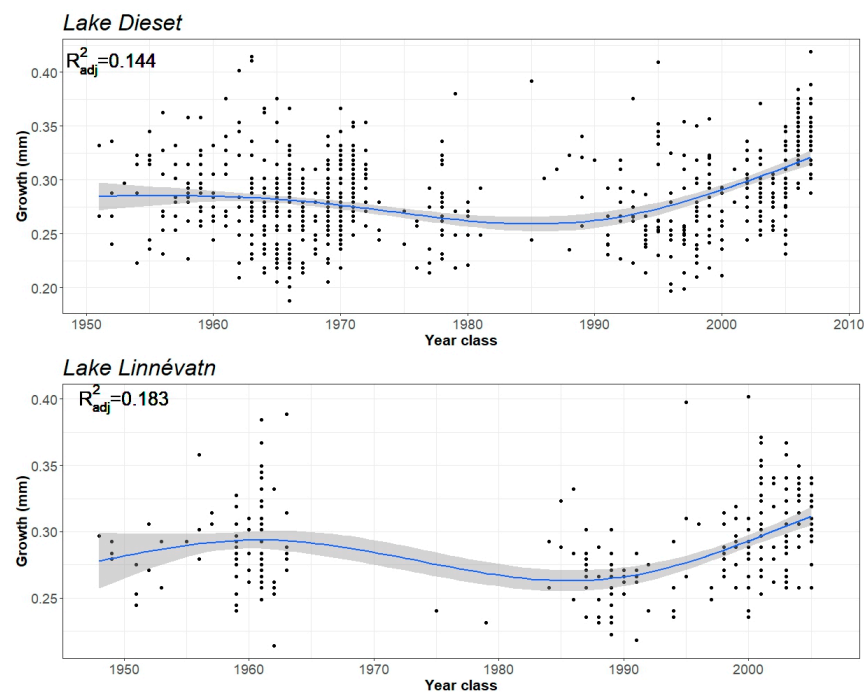 Lake Dieset
R²adj=0.144
Growth (mm)
0.40
0.35
0.30
0.25
0.20
1950 1960 1970 1980 1990 2000 2010
Year class
Lake Linnévatn
R²adj=0.183
Growth (mm)
0.40
0.35
0.30
0.25
1950 1960 1970 1980 1990 2000
Year class